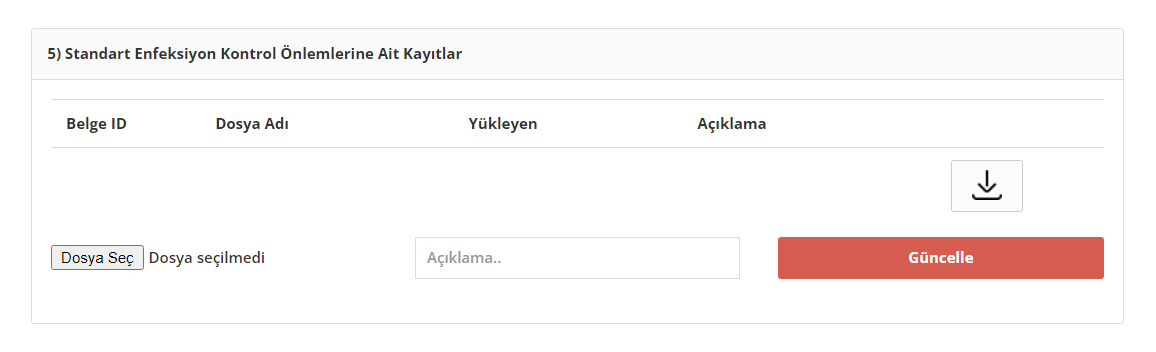 5) Standart Enfeksiyon Kontrol Önlemlerine Ait Kayıtlar
Belge ID Dosya Adı Yükleyen Açıklama
Dosya Seç Dosya seçilmedi Açıklama.. Güncelle